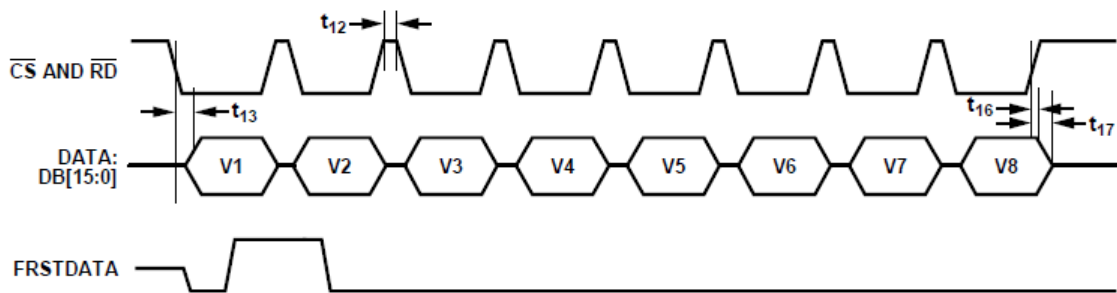 t12
CS AND RD
t13
t16
t17
DATA:
DB[15:0]
V1 V2 V3 V4 V5 V6 V7 V8
FRSTDATA